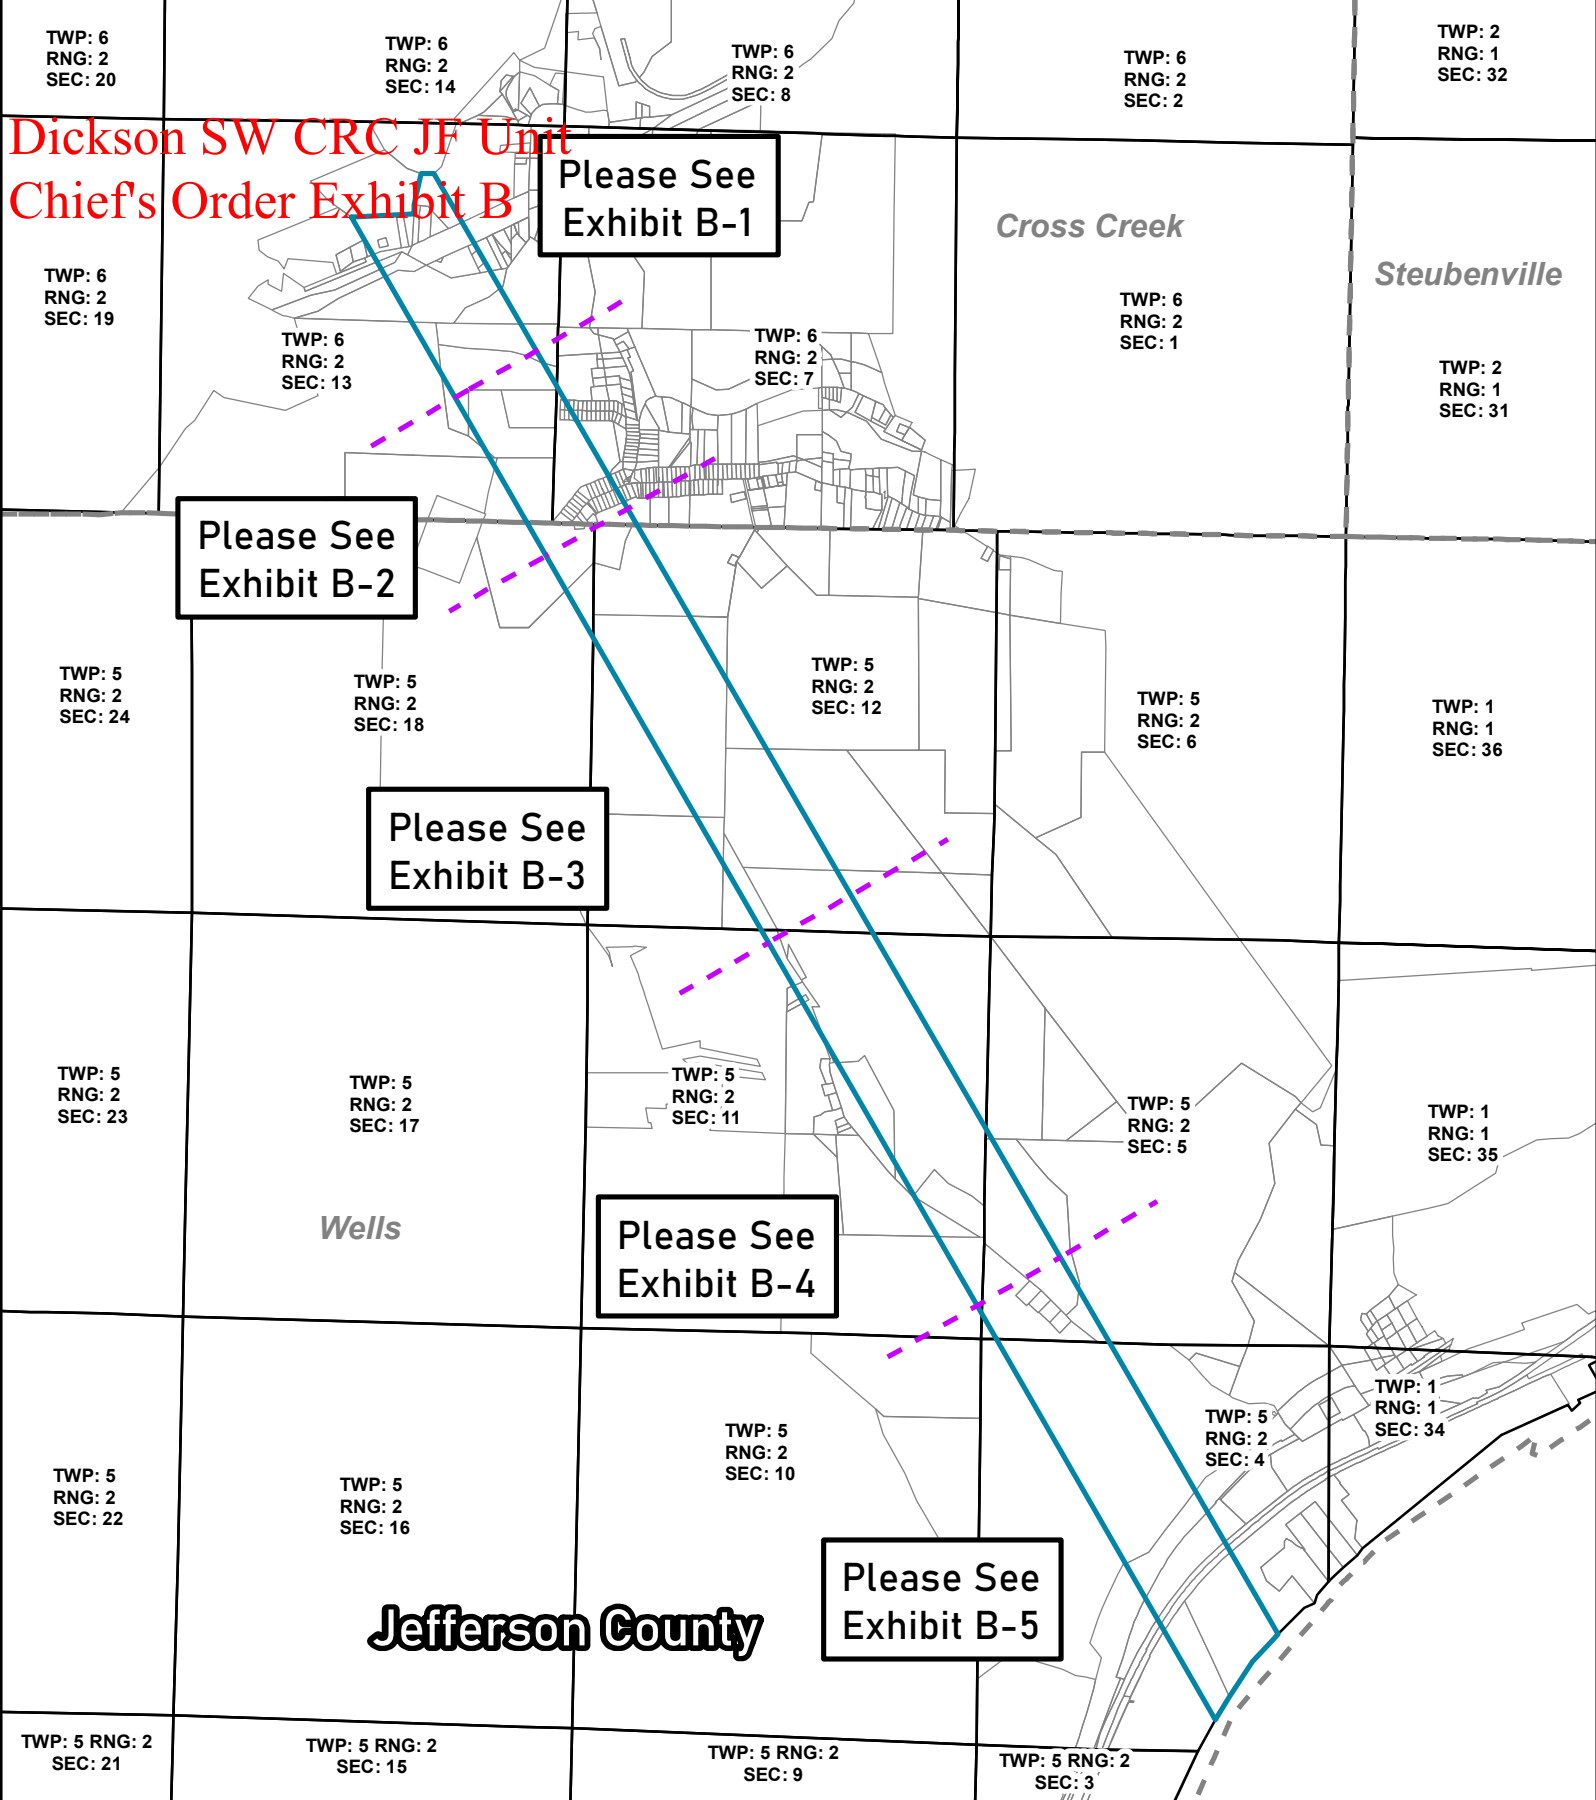 TWP: 6
RNG: 2
SEC: 20
TWP: 6
RNG: 2
SEC: 14
TWP: 6
RNG: 2
SEC: 8
TWP: 6
RNG: 2
SEC: 2
TWP: 2
RNG: 1
SEC: 32
Dickson SW CRC JF Unit
Chief's Order Exhibit B
Please See
Exhibit B-1
Cross Creek
Steubenville
TWP: 6
RNG: 2
SEC: 19
TWP: 6
RNG: 2
SEC: 13
TWP: 6
RNG: 2
SEC: 7
TWP: 6
RNG: 2
SEC: 1
TWP: 2
RNG: 1
SEC: 31
Please See
Exhibit B-2
TWP: 5
RNG: 2
SEC: 24
TWP: 5
RNG: 2
SEC: 18
TWP: 5
RNG: 2
SEC: 12
TWP: 5
RNG: 2
SEC: 6
TWP: 1
RNG: 1
SEC: 36
Please See
Exhibit B-3
TWP: 5
RNG: 2
SEC: 23
TWP: 5
RNG: 2
SEC: 17
TWP: 5
RNG: 2
SEC: 11
TWP: 5
RNG: 2
SEC: 5
TWP: 1
RNG: 1
SEC: 35
Wells
Please See
Exhibit B-4
TWP: 5
RNG: 2
SEC: 22
TWP: 5
RNG: 2
SEC: 16
TWP: 5
RNG: 2
SEC: 10
TWP: 5
RNG: 2
SEC: 4
TWP: 1
RNG: 1
SEC: 34
Please See
Exhibit B-5
Jefferson County
TWP: 5 RNG: 2
SEC: 21
TWP: 5 RNG: 2
SEC: 15
TWP: 5 RNG: 2
SEC: 9
TWP: 5 RNG: 2
SEC: 3